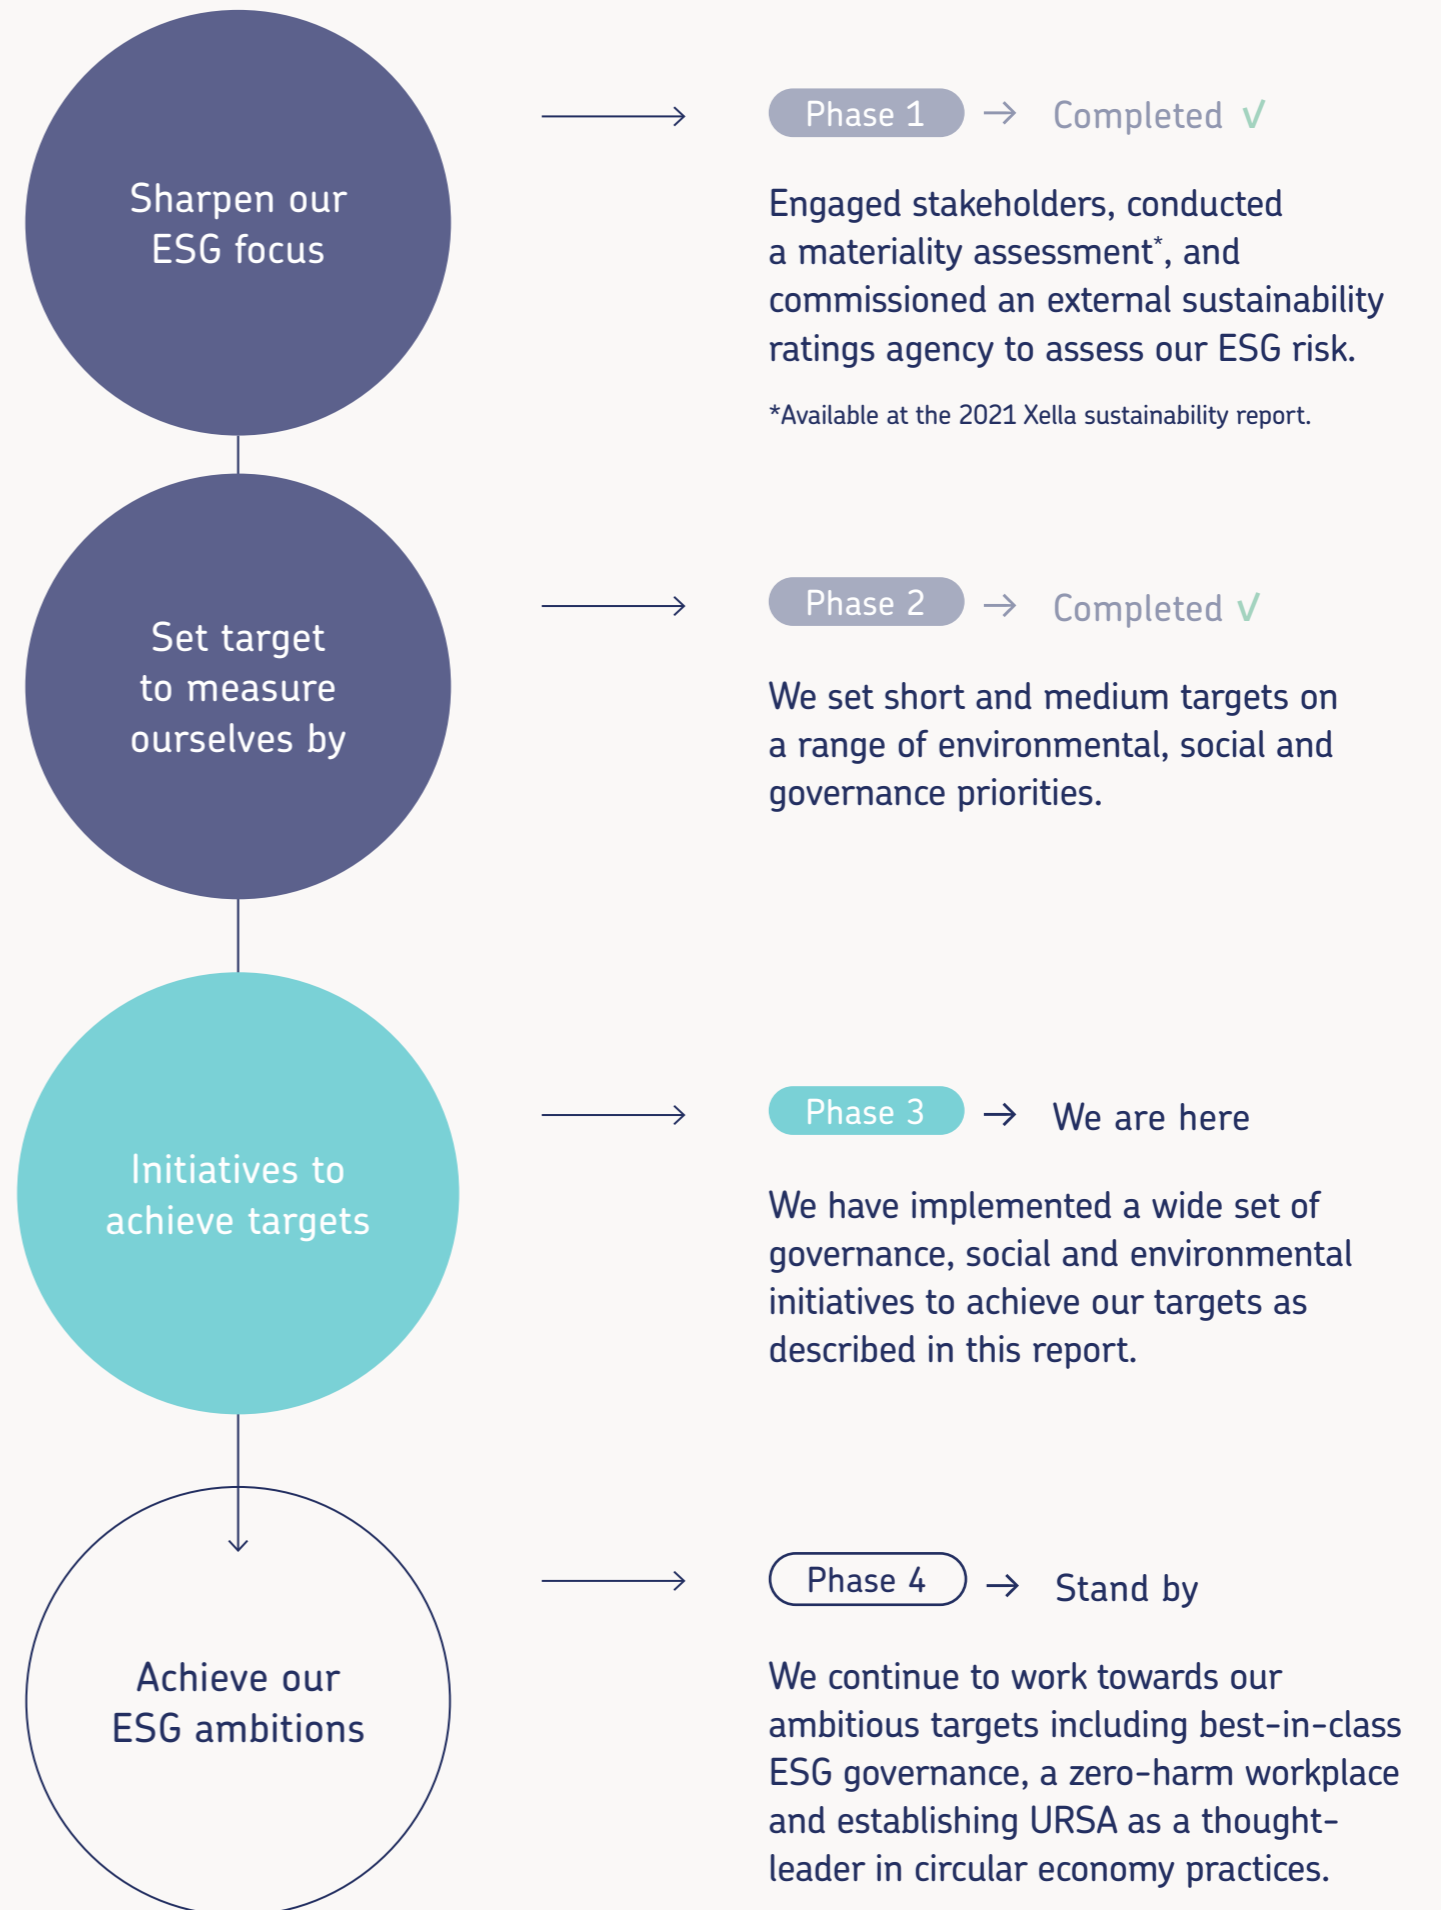 Sharpen our
ESG focus
Phase 1 → Completed ✓
Engaged stakeholders, conducted
a materiality assessment*, and
commissioned an external sustainability
ratings agency to assess our ESG risk.
*Available at the 2021 Xella sustainability report.
Set target
to measure
ourselves by
Phase 2 → Completed ✓
We set short and medium targets on
a range of environmental, social and
governance priorities.
Initiatives to
achieve targets
Phase 3 → We are here
We have implemented a wide set of
governance, social and environmental
initiatives to achieve our targets as
described in this report.
Achieve our
ESG ambitions
Phase 4 → Stand by
We continue to work towards our
ambitious targets including best-in-class
ESG governance, a zero-harm workplace
and establishing URSA as a thought-
leader in circular economy practices.